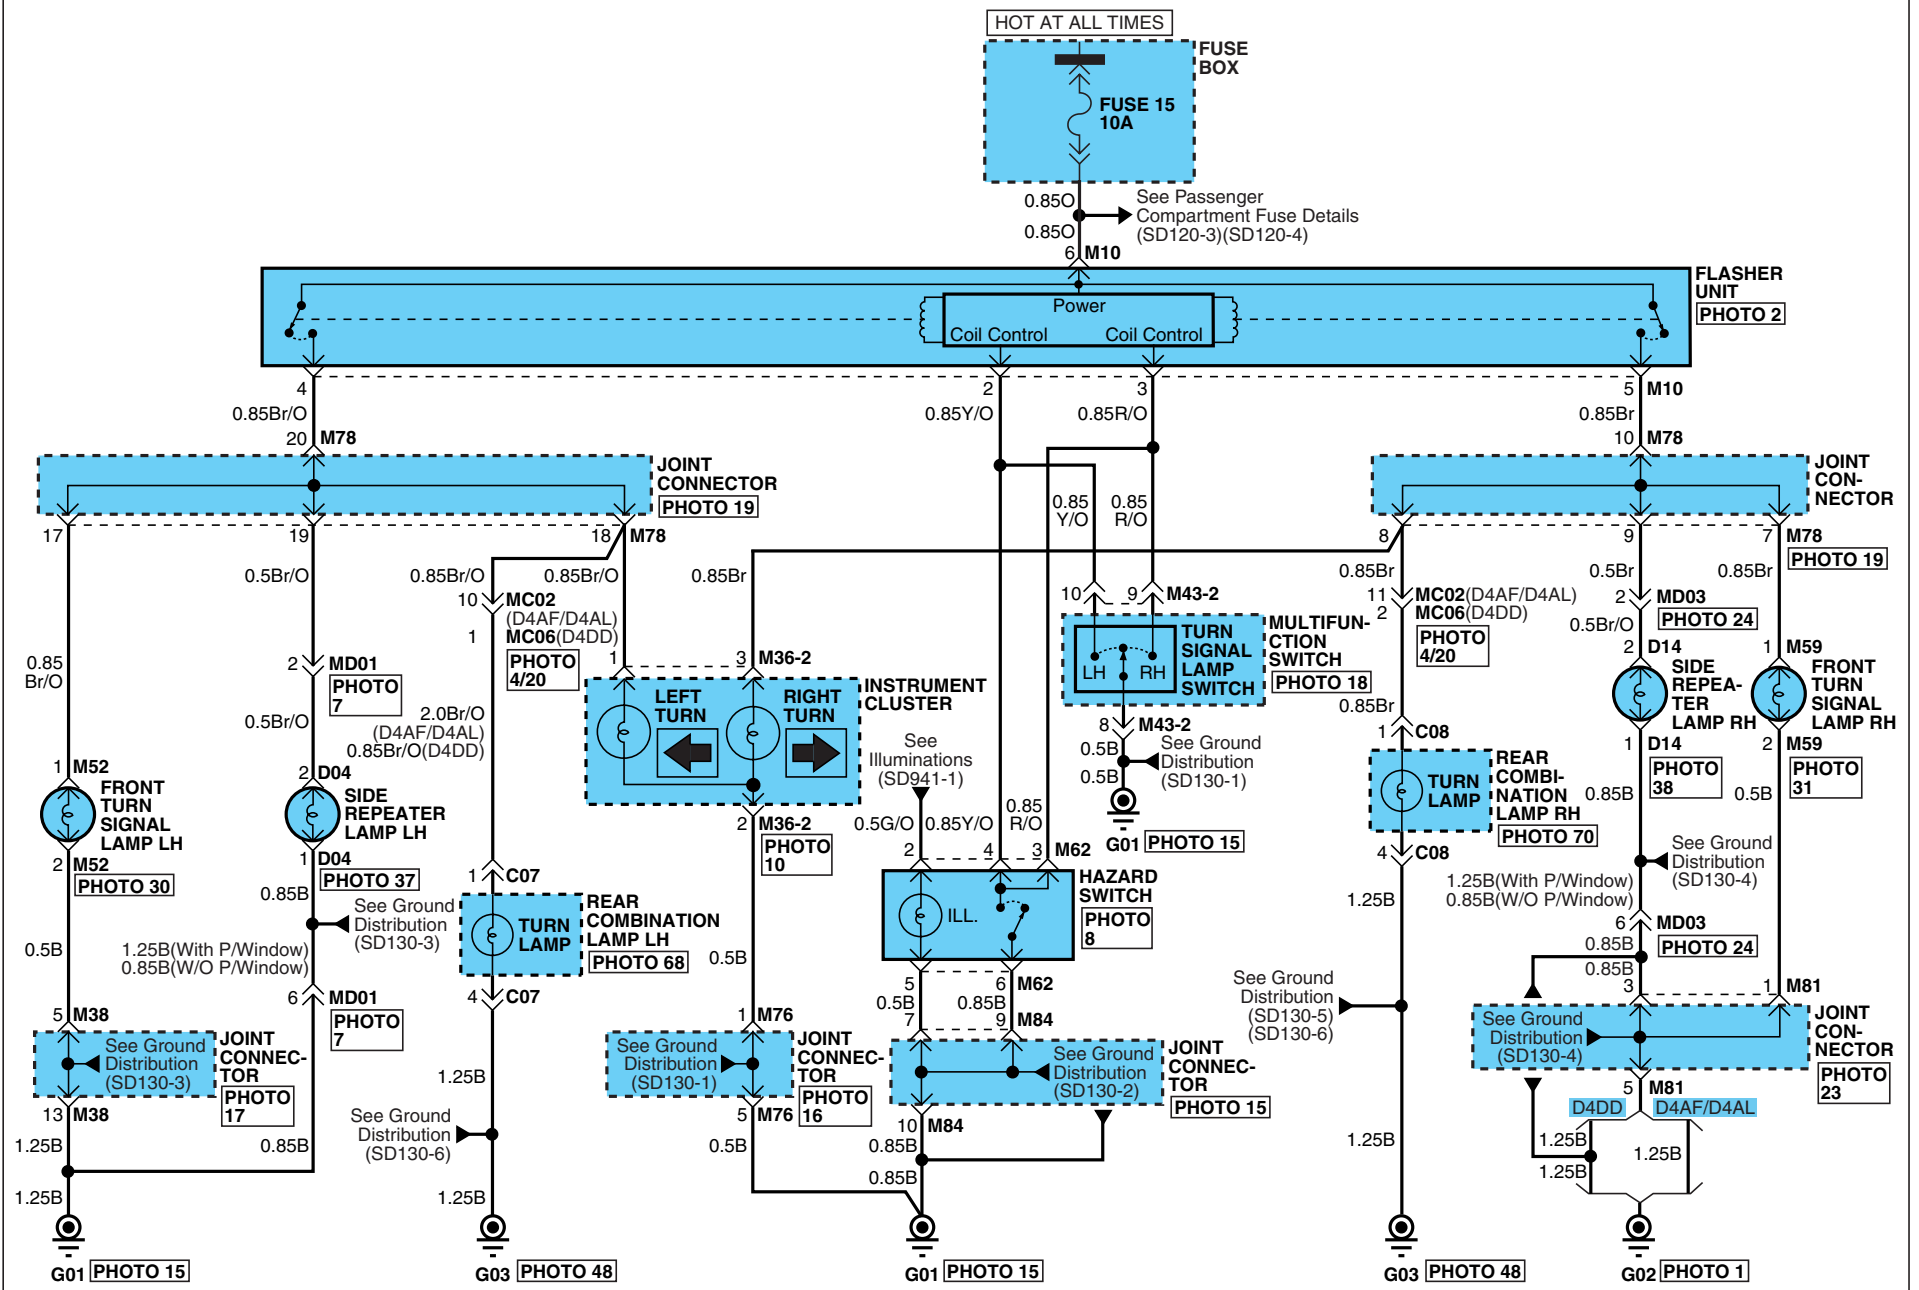 HOT AT ALL TIMES
FUSE
BOX
FUSE 15
10A
0.85O
See Passenger
Compartment Fuse Details
(SD120-3)(SD120-4)
0.85O
6 M10
FLASHER
UNIT
PHOTO 2
Power
Coil Control
Coil Control
4
2
3
5 M10
0.85Br/O
0.85Y/O
0.85R/O
0.85Br
20 M78
10 M78
JOINT
CONNECTOR
PHOTO 19
JOINT
CON-
NECTOR
17
19
18 M78
8
9
7 M78
PHOTO 19
0.85
Y/O
0.85
R/O
0.5Br/O
0.85Br/O
0.85Br/O
0.85Br
0.85Br
0.5Br
0.85Br
10 MC02
(D4AF/D4AL)
1 MC06(D4DD)
PHOTO
4/20
10
9 M43-2
11 MC02(D4AF/D4AL)
2 MC06(D4DD)
PHOTO
4/20
2 MD03
PHOTO 24
0.5Br/O
2 D14
1 M59
MULTIFUN-
CTION
SWITCH
PHOTO 18
TURN
SIGNAL
LAMP
SWITCH
LH
RH
SIDE
REPEA-
TER
LAMP RH
FRONT
TURN
SIGNAL
LAMP RH
0.85
Br/O
2 MD01
PHOTO
7
1
3 M36-2
INSTRUMENT
CLUSTER
LEFT
TURN
RIGHT
TURN
0.5Br/O
2.0Br/O
(D4AF/D4AL)
0.85Br/O(D4DD)
0.85Br
8 M43-2
0.5B
See Ground
Distribution
(SD130-1)
0.5B
G01 PHOTO 15
See
Illuminations
(SD941-1)
1 C08
REAR
COMBI-
NATION
LAMP RH
PHOTO 70
TURN
LAMP
1 D14
PHOTO
38
2 M59
PHOTO
31
0.85B
0.5B
1 M52
FRONT
TURN
SIGNAL
LAMP LH
2 D04
SIDE
REPEATER
LAMP LH
2 M36-2
PHOTO
10
0.5G/O
0.85Y/O
0.85
R/O
2
4
3 M62
2 M52
PHOTO 30
1 D04
PHOTO 37
0.85B
See Ground
Distribution
(SD130-3)
1 C07
REAR
COMBINATION
LAMP LH
PHOTO 68
TURN
LAMP
HAZARD
SWITCH
PHOTO
8
ILL.
4 C08
1.25B
See Ground
Distribution
(SD130-4)
1.25B(With P/Window)
0.85B(W/O P/Window)
6 MD03
PHOTO 24
0.85B
0.85B
0.5B
1.25B(With P/Window)
0.85B(W/O P/Window)
6 MD01
PHOTO
7
4 C07
0.5B
5
6 M62
0.5B
0.85B
7
9 M84
See Ground
Distribution
(SD130-5)
(SD130-6)
3
1 M81
5 M38
See Ground
Distribution
(SD130-3)
JOINT
CONNEC-
TOR
PHOTO
17
1 M76
See Ground
Distribution
(SD130-1)
JOINT
CONNEC-
TOR
PHOTO
16
See Ground
Distribution
(SD130-2)
JOINT
CONNEC-
TOR
PHOTO 15
See Ground
Distribution
(SD130-4)
JOINT
CON-
NECTOR
PHOTO
23
13 M38
1.25B
0.85B
1.25B
See Ground
Distribution
(SD130-6)
5 M76
0.5B
10 M84
0.85B
0.85B
1.25B
5 M81
D4DD
D4AF/D4AL
1.25B
1.25B
1.25B
1.25B
1.25B
G01 PHOTO 15
G03 PHOTO 48
G01 PHOTO 15
G03 PHOTO 48
G02 PHOTO 1